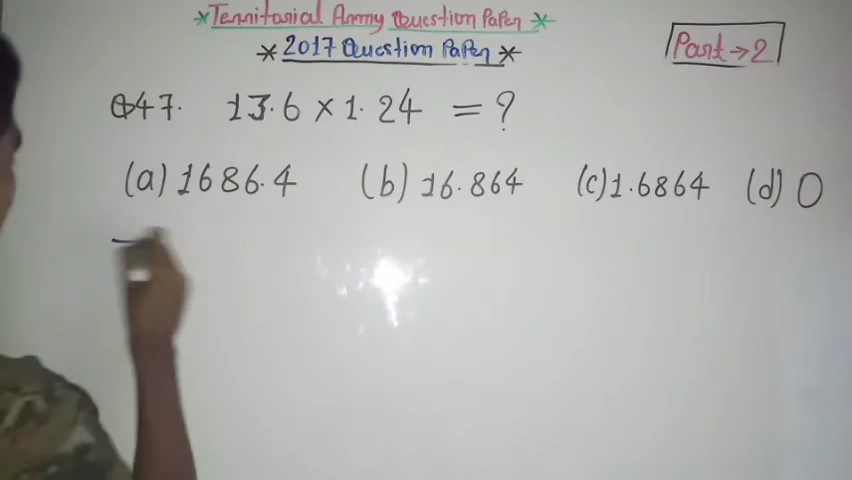 *Territorial Army Question Paper*
*2017 Question Paper*
Part→2
Q47. 13.6 × 1.24 = ?
(a) 1686.4 (b) 16.864 (c) 1.6864 (d) 0